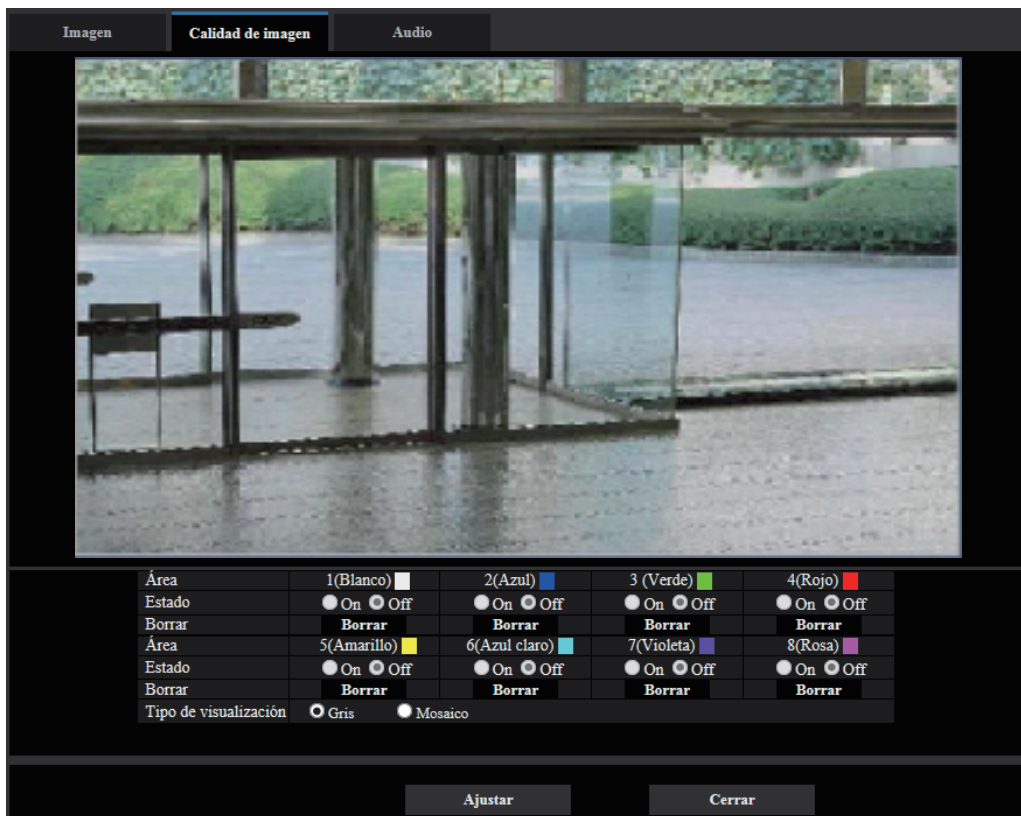 Imagen Calidad de imagen Audio
Área 1(Blanco) 2(Azul) 3 (Verde) 4(Rojo)
Estado On Off On Off On Off On Off
Borrar Borrar Borrar Borrar Borrar
Área 5(Amarillo) 6(Azul claro) 7(Violeta) 8(Rosa)
Estado On Off On Off On Off On Off
Borrar Borrar Borrar Borrar Borrar
Tipo de visualización Gris Mosaico
Ajustar Cerrar